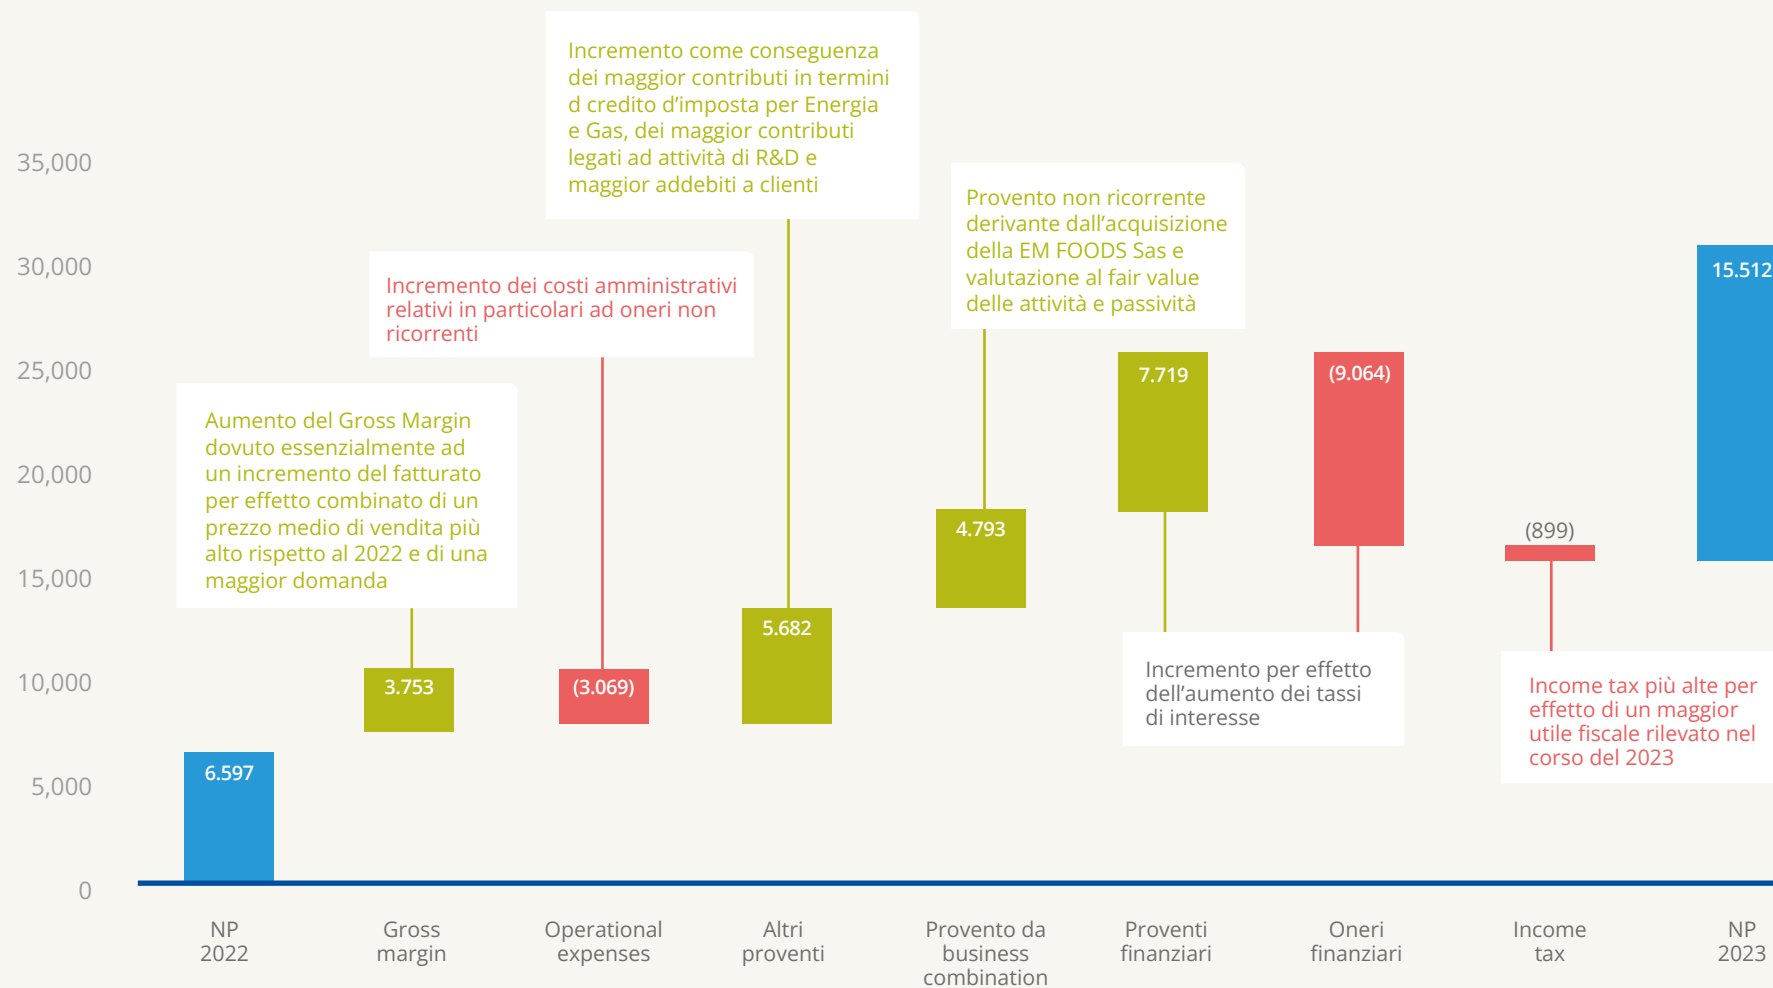 Incremento come conseguenza
dei maggior contributi in termini
d credito d’imposta per Energia
e Gas, dei maggior contributi
legati ad attività di R&D e
maggior addebiti a clienti
Provento non ricorrente
derivante dall’acquisizione
della EM FOODS Sas e
valutazione al fair value
delle attività e passività
Incremento dei costi amministrativi
relativi in particolari ad oneri non
ricorrenti
Aumento del Gross Margin
dovuto essenzialmente ad
un incremento del fatturato
per effetto combinato di un
prezzo medio di vendita più
alto rispetto al 2022 e di una
maggior domanda
Incremento per effetto
dell’aumento dei tassi
di interesse
Income tax più alte per
effetto di un maggior
utile fiscale rilevato nel
corso del 2023
35,000
30,000
25,000
20,000
15,000
10,000
5,000
0
6.597
3.753
(3.069)
5.682
4.793
7.719
(9.064)
(899)
15.512
NP
2022
Gross
margin
Operational
expenses
Altri
proventi
Provento da
business
combination
Proventi
finanziari
Oneri
finanziari
Income
tax
NP
2023